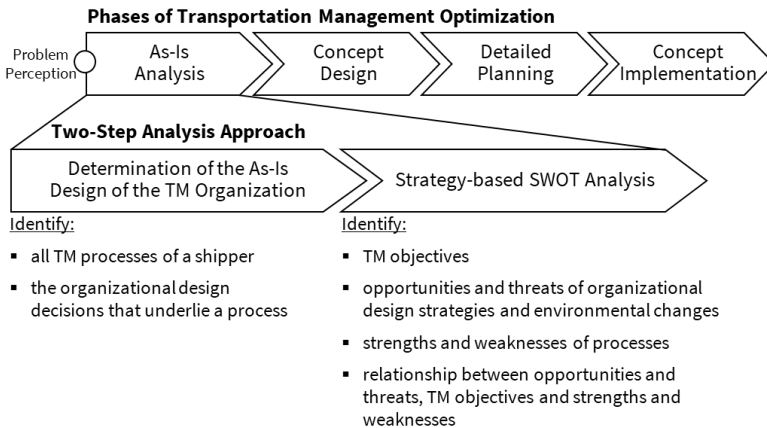 Phases of Transportation Management Optimization
Problem
Perception
As-Is
Analysis
Concept
Design
Detailed
Planning
Concept
Implementation
Two-Step Analysis Approach
Determination of the As-Is
Design of the TM Organization
Strategy-based SWOT Analysis
Identify:
▪ all TM processes of a shipper
▪ the organizational design
decisions that underlie a process
Identify:
▪ TM objectives
▪ opportunities and threats of organizational
design strategies and environmental changes
▪ strengths and weaknesses of processes
▪ relationship between opportunities and
threats, TM objectives and strengths and
weaknesses